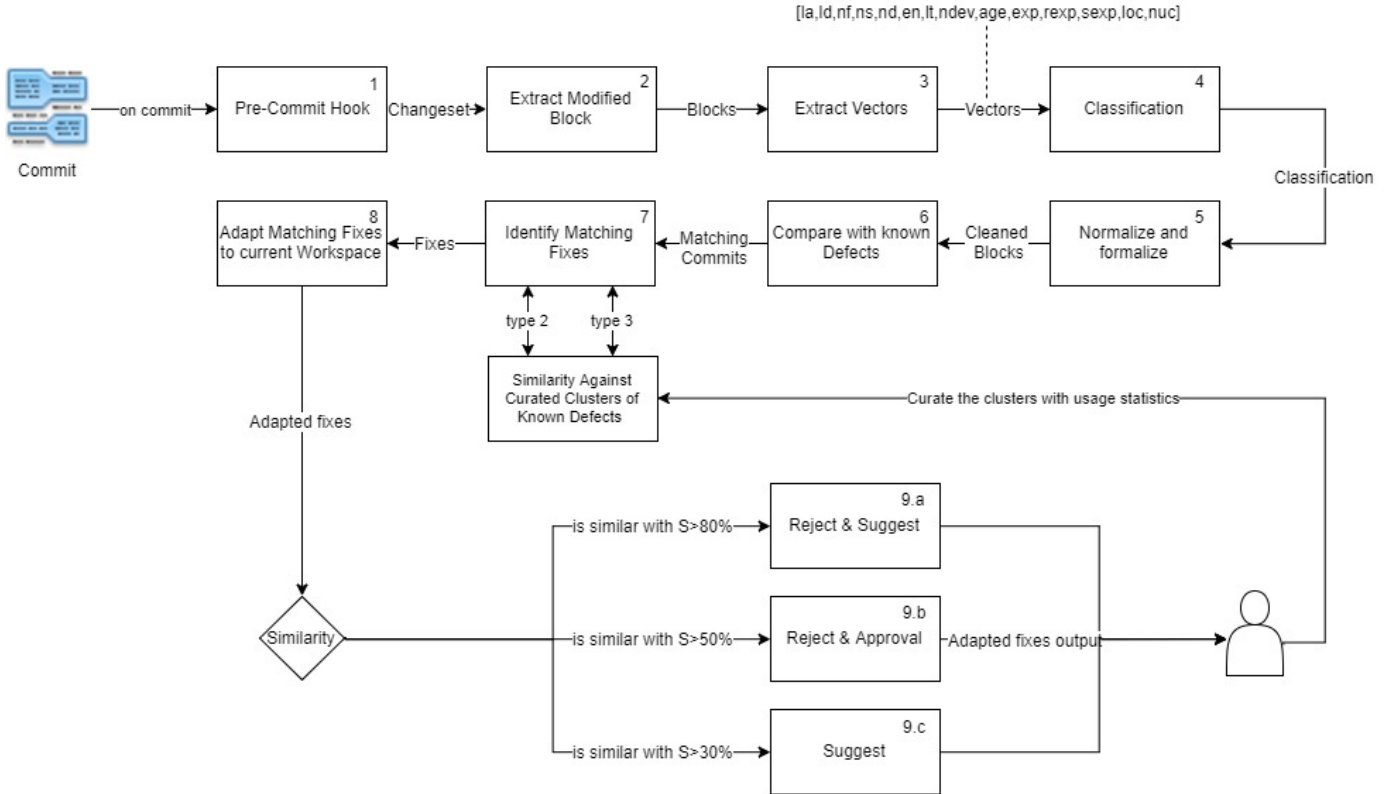 [la,ld,nf,ns,nd,en,lt,ndev,age,exp,rexp,sexp,loc,nuc]
Commit
on commit
1
Pre-Commit Hook
Changeset
2
Extract Modified
Block
Blocks
3
Extract Vectors
Vectors
4
Classification
Classification
5
Normalize and
formalize
Cleaned
Blocks
6
Compare with known
Defects
Matching
Commits
7
Identify Matching
Fixes
Fixes
8
Adapt Matching Fixes
to current Workspace
type 2
type 3
Similarity Against
Curated Clusters of
Known Defects
Curate the clusters with usage statistics
Adapted fixes
Similarity
is similar with S>80%
9.a
Reject & Suggest
is similar with S>50%
9.b
Reject & Approval
Adapted fixes output
is similar with S>30%
9.c
Suggest